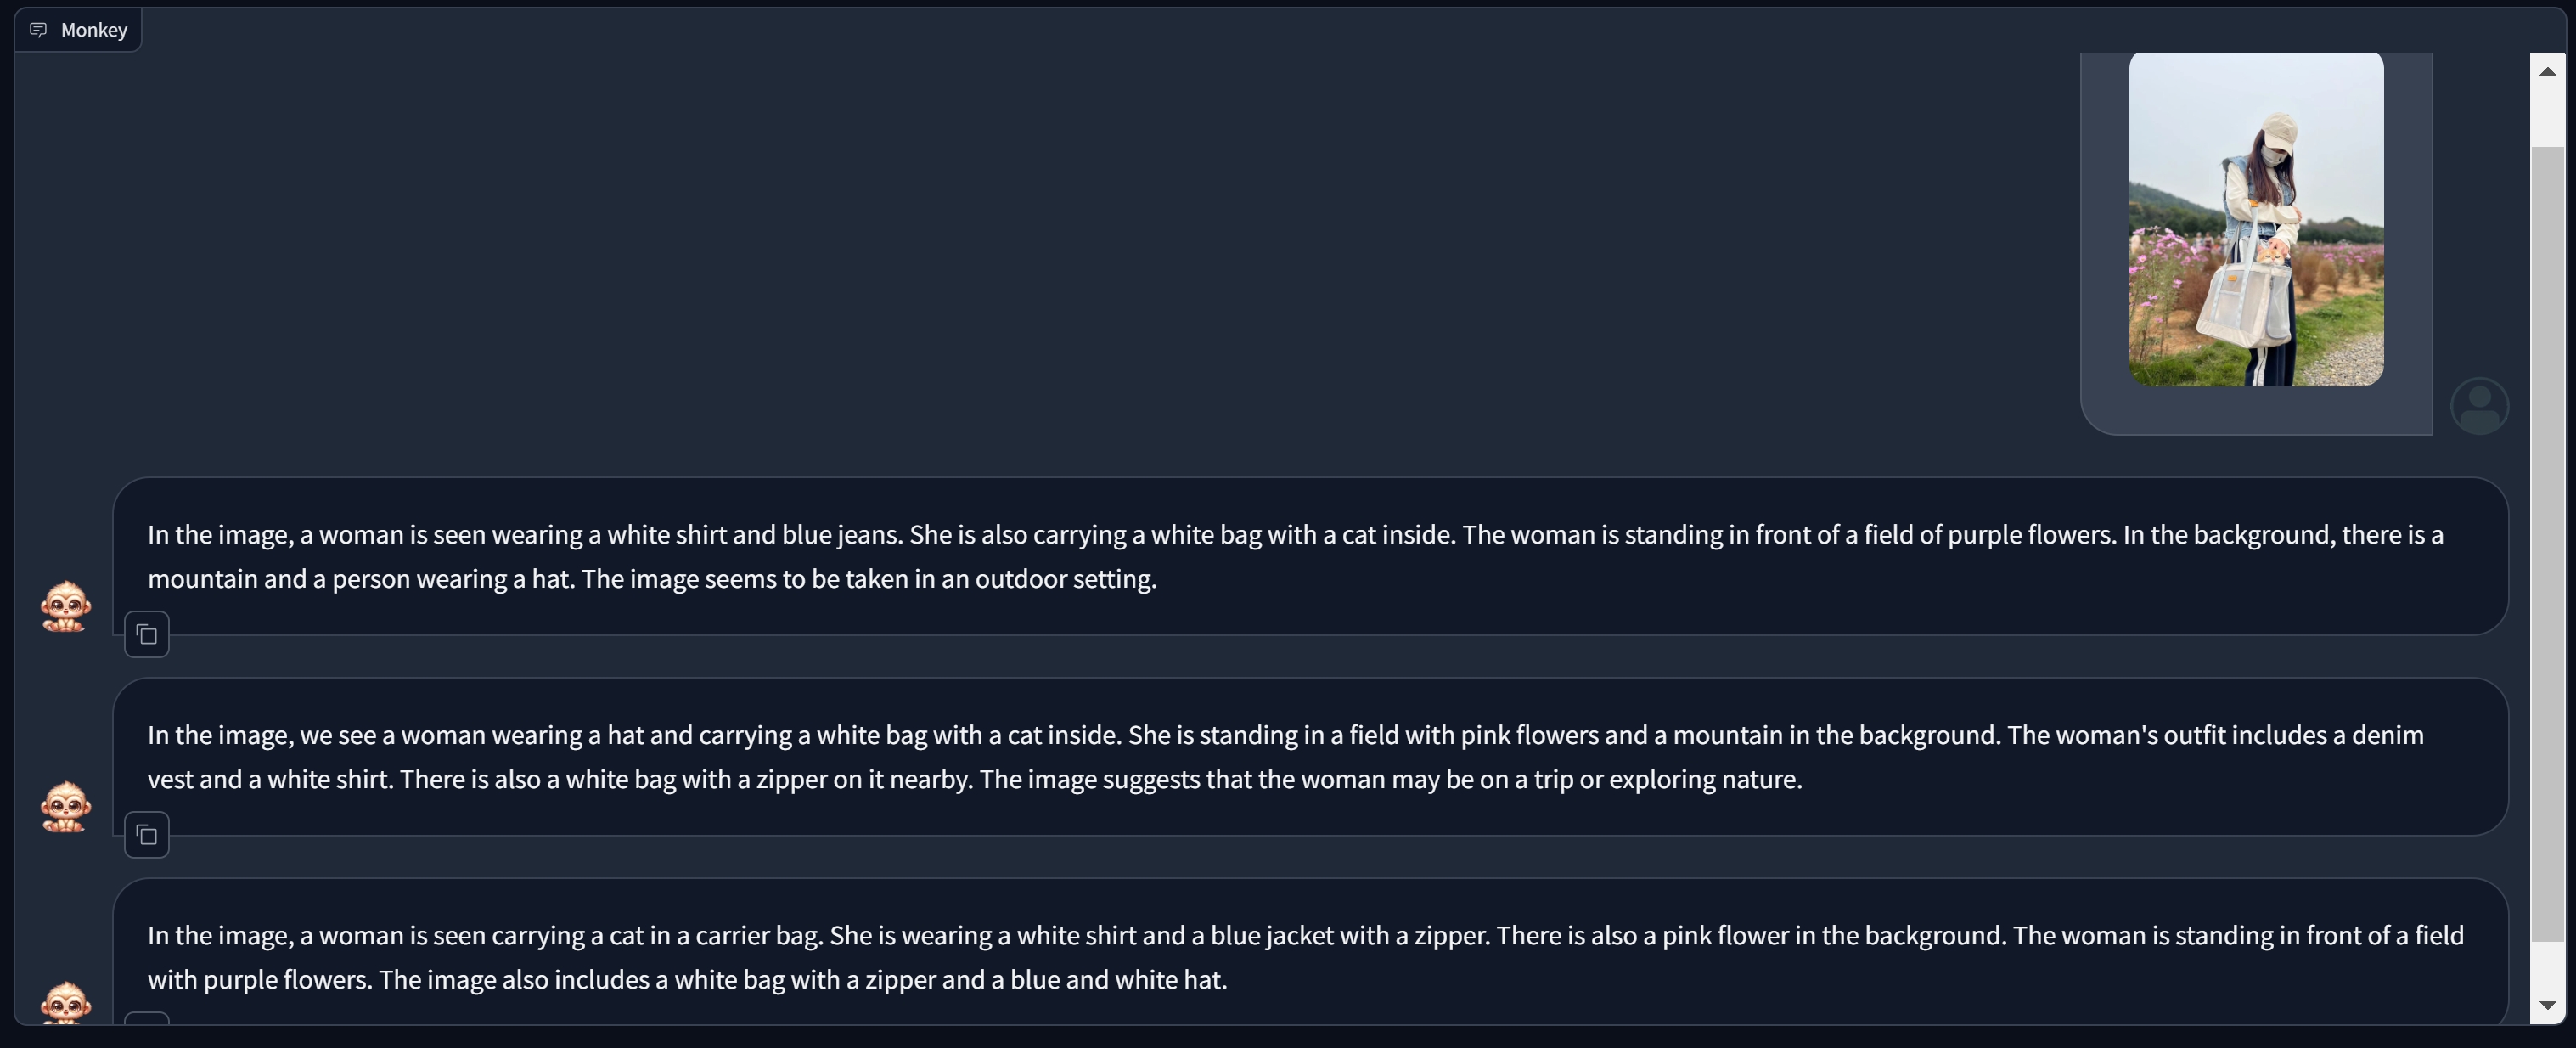 Monkey
In the image, a woman is seen wearing a white shirt and blue jeans. She is also carrying a white bag with a cat inside. The woman is standing in front of a field of purple flowers. In the background, there is a
mountain and a person wearing a hat. The image seems to be taken in an outdoor setting.
In the image, we see a woman wearing a hat and carrying a white bag with a cat inside. She is standing in a field with pink flowers and a mountain in the background. The woman's outfit includes a denim
vest and a white shirt. There is also a white bag with a zipper on it nearby. The image suggests that the woman may be on a trip or exploring nature.
In the image, a woman is seen carrying a cat in a carrier bag. She is wearing a white shirt and a blue jacket with a zipper. There is also a pink flower in the background. The woman is standing in front of a field
with purple flowers. The image also includes a white bag with a zipper and a blue and white hat.